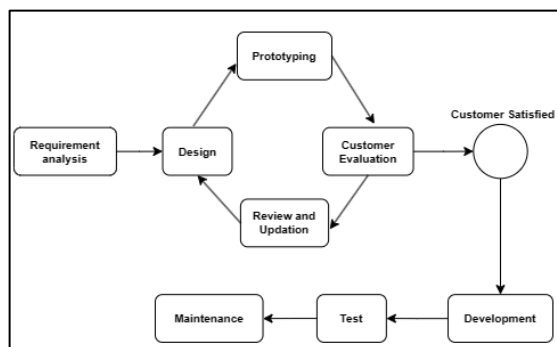 Prototyping
Customer Satisfied
Requirement
analysis
Design
Customer
Evaluation
Review and
Updation
Maintenance
Test
Development